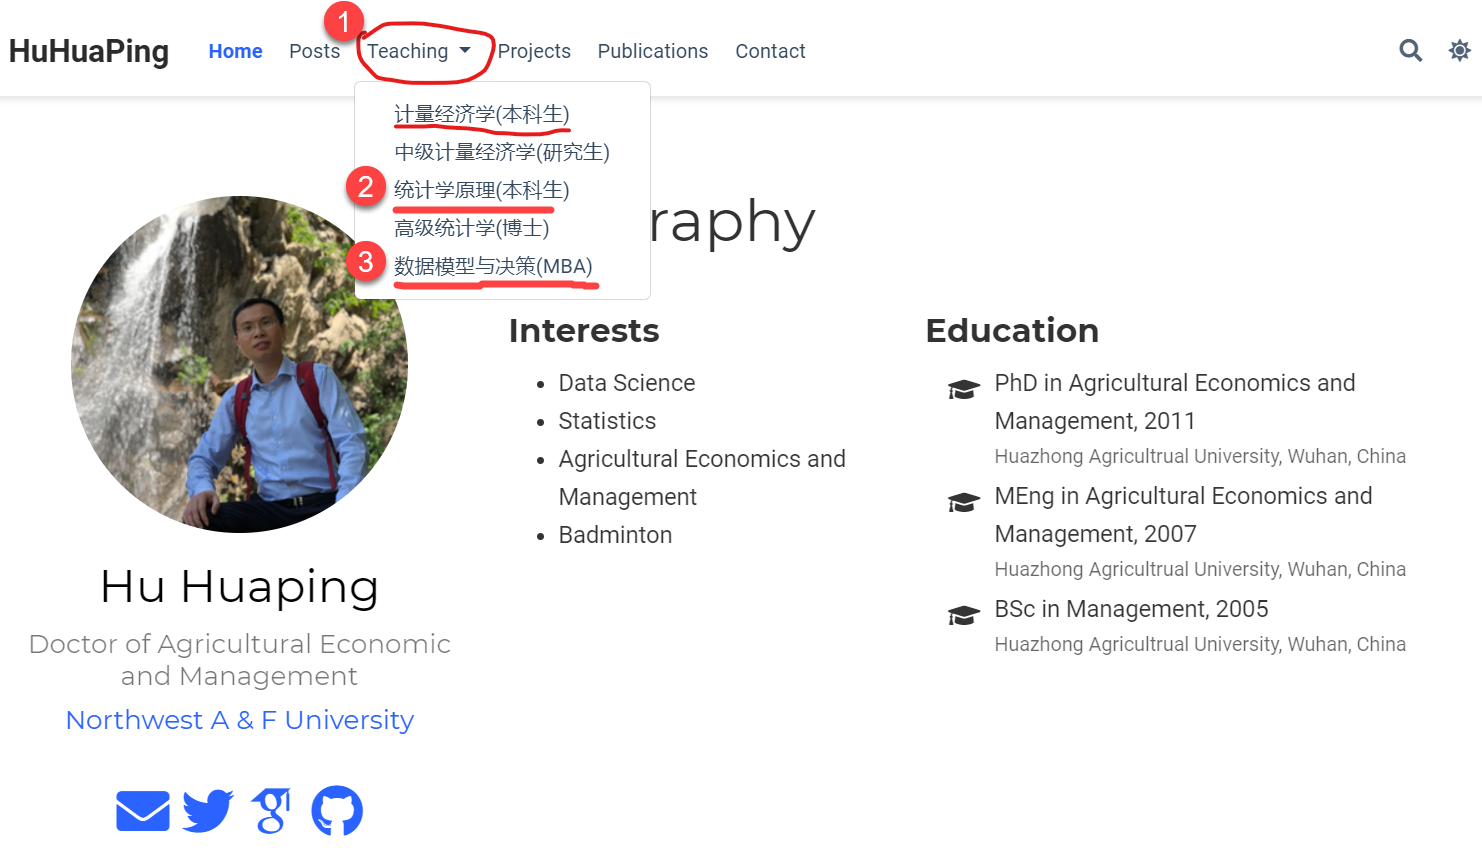 HuHuaPing
Home
Posts
Teaching
Projects
Publications
Contact
1
计量经济学(本科生)
中级计量经济学(研究生)
2
统计学原理(本科生)
高级统计学(博士)
3
数据模型与决策(MBA)
raphy
Hu Huaping
Doctor of Agricultural Economic
and Management
Northwest A & F University
Interests
Data Science
Statistics
Agricultural Economics and
Management
Badminton
Education
PhD in Agricultural Economics and
Management, 2011
Huazhong Agricultrual University, Wuhan, China
MEng in Agricultural Economics and
Management, 2007
Huazhong Agricultrual University, Wuhan, China
BSc in Management, 2005
Huazhong Agricultrual University, Wuhan, China